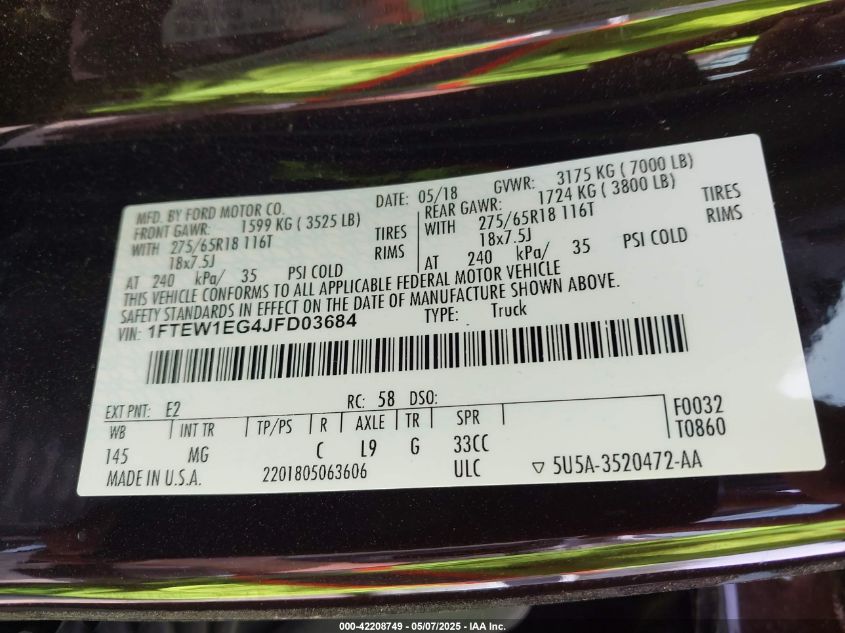 MFD. BY FORD MOTOR CO. DATE: 05/18 GVWR: 3175 KG ( 7000 LB)
FRONT GAWR: 1599 KG ( 3525 LB) REAR GAWR: 1724 KG ( 3800 LB)
WITH 275/65R18 116T TIRES WITH 275/65R18 116T TIRES
18x7.5J RIMS 18x7.5J RIMS
AT 240 kPa/ 35 PSI COLD AT 240 kPa/ 35 PSI COLD
THIS VEHICLE CONFORMS TO ALL APPLICABLE FEDERAL MOTOR VEHICLE
SAFETY STANDARDS IN EFFECT ON THE DATE OF MANUFACTURE SHOWN ABOVE.
VIN: 1FTEW1EG4JFD03684 TYPE: Truck
EXT PNT: E2 RC: 58 DSO:
WB INT TR TP/PS R AXLE TR SPR F0032
145 MG C L9 G 33CC T0860
MADE IN U.S.A. 2201805063606 ULC ▽ 5U5A-3520472-AA
000-42208749 - 05/07/2025 - IAA Inc.